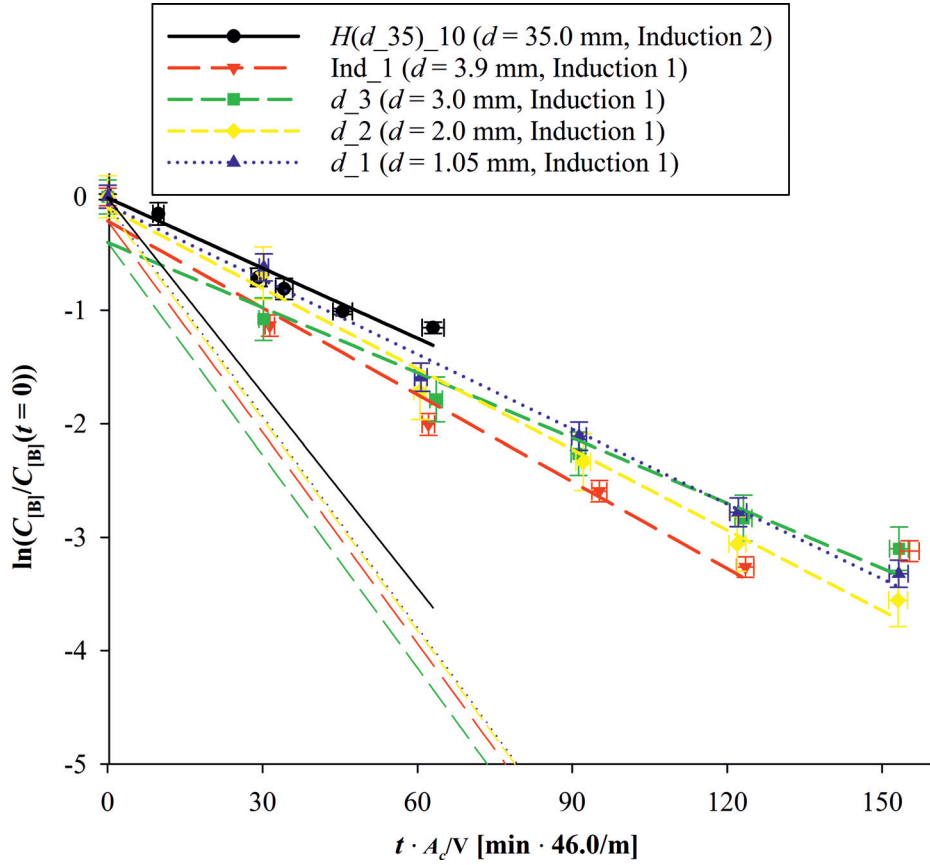 H(d_35)_10 (d = 35.0 mm, Induction 2)
Ind_1 (d = 3.9 mm, Induction 1)
d_3 (d = 3.0 mm, Induction 1)
d_2 (d = 2.0 mm, Induction 1)
d_1 (d = 1.05 mm, Induction 1)
ln(C[B]/C[B](t = 0))
0
-1
-2
-3
-4
-5
0 30 60 90 120 150
t · Ac/V [min · 46.0/m]